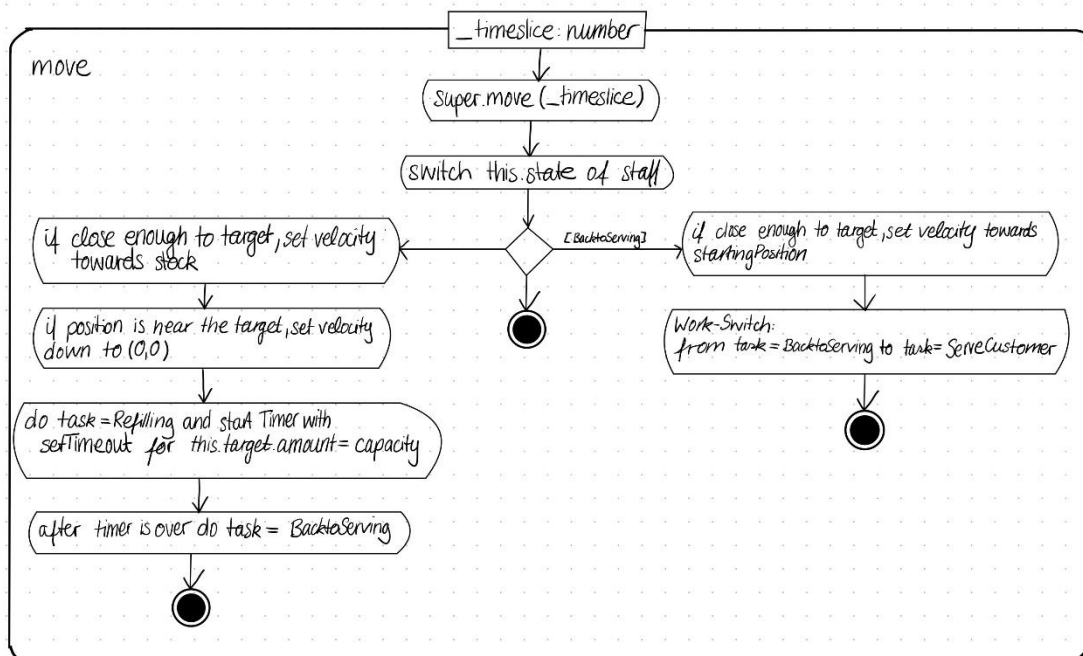 _timeslice: number
move
super.move(_timeslice)
switch this.state of staff
if close enough to target, set velocity
towards stock
[BacktoServing]
if close enough to target, set velocity towards
startingPosition
if position is near the target, set velocity
down to (0,0)
Work-Switch:
from task=BacktoServing to task=ServeCustomer
do task=Refilling and start Timer with
setTimeout for this.target.amount=capacity
after timer is over do task= BacktoServing